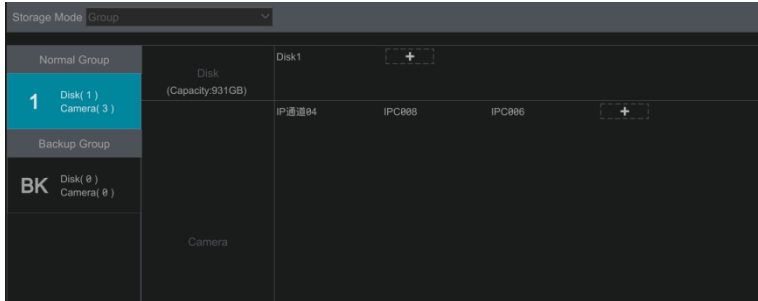 Storage Mode Group
Normal Group
1 Disk( 1 )
Camera( 3 )
Backup Group
BK Disk( 0 )
Camera( 0 )
Disk
(Capacity:931GB)
Disk1 +
IP通道04 IPC008 IPC006 +
Camera